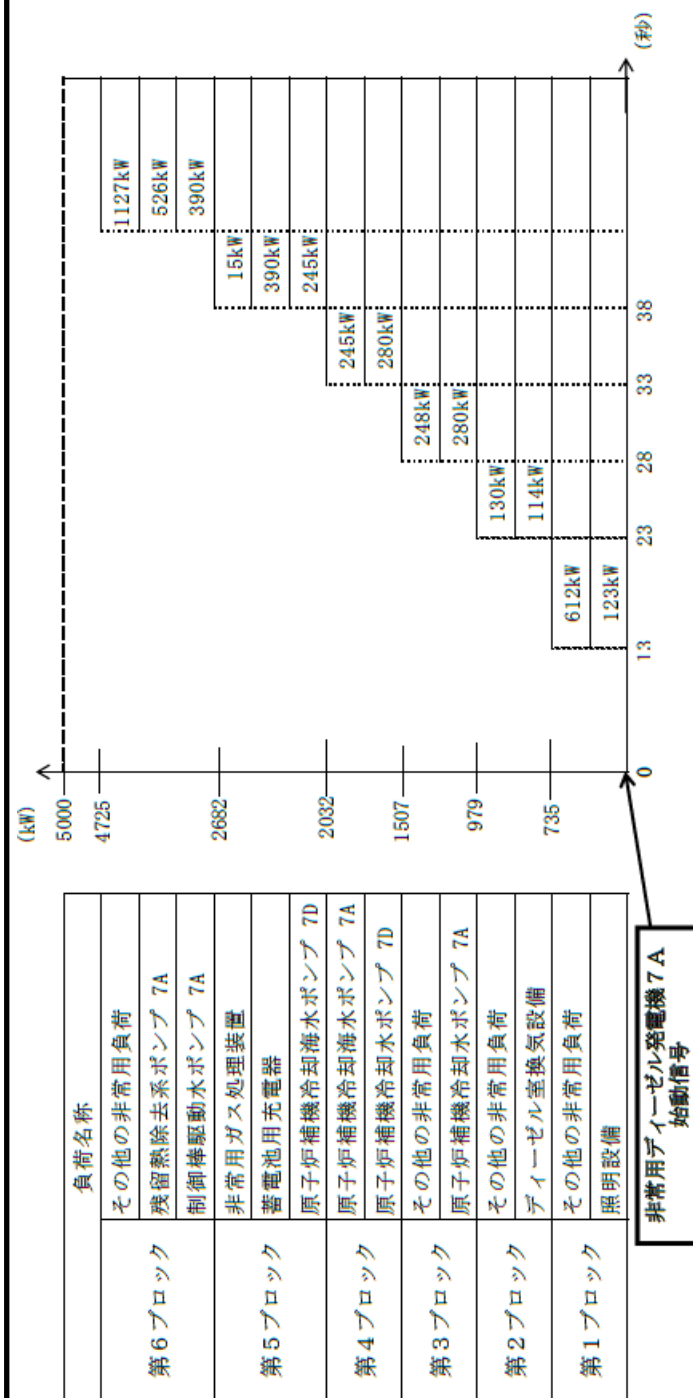 (kW)
5000
4725
2682
2032
1507
979
735
負荷名称
第6ブロック
その他の非常用負荷
1127kW
残留熱除去系ポンプ 7A
526kW
制御棒駆動水ポンプ 7A
390kW
第5ブロック
非常用ガス処理装置
15kW
蓄電池用充電器
390kW
原子炉補機冷却海水ポンプ 7D
245kW
第4ブロック
原子炉補機冷却海水ポンプ 7A
245kW
原子炉補機冷却水ポンプ 7D
280kW
第3ブロック
その他の非常用負荷
248kW
原子炉補機冷却水ポンプ 7A
280kW
第2ブロック
その他の非常用負荷
130kW
ディーゼル室換気設備
114kW
第1ブロック
その他の非常用負荷
612kW
照明設備
123kW
0
13
23
28
33
38
(秒)
非常用ディーゼル発電機7A
始動信号